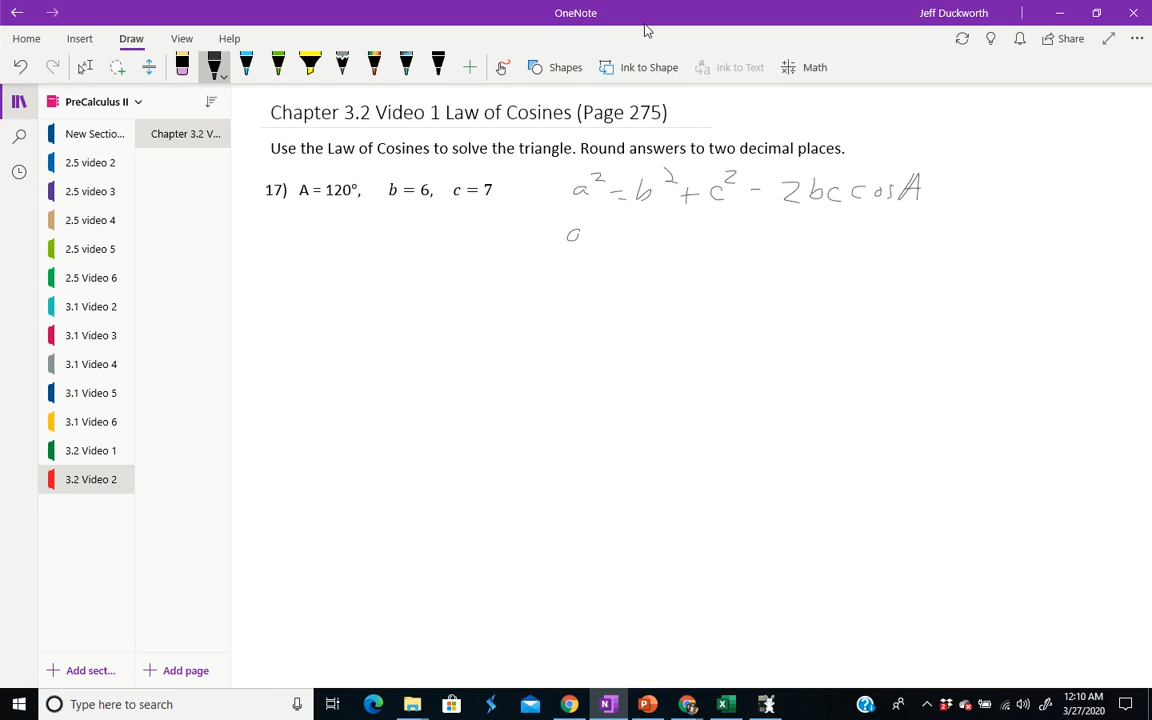 OneNote
Jeff Duckworth
Home Insert Draw View Help
Share
Shapes Ink to Shape Ink to Text Math
PreCalculus II
New Sectio...
2.5 video 2
2.5 video 3
2.5 video 4
2.5 video 5
2.5 Video 6
3.1 Video 2
3.1 Video 3
3.1 Video 4
3.1 Video 5
3.1 Video 6
3.2 Video 1
3.2 Video 2
Add sect...
Chapter 3.2 V...
Add page
Chapter 3.2 Video 1 Law of Cosines (Page 275)
Use the Law of Cosines to solve the triangle. Round answers to two decimal places.
17) A = 120°, b = 6, c = 7
a² = b² + c² - 2bc cos A
a
Type here to search
12:10 AM
3/27/2020